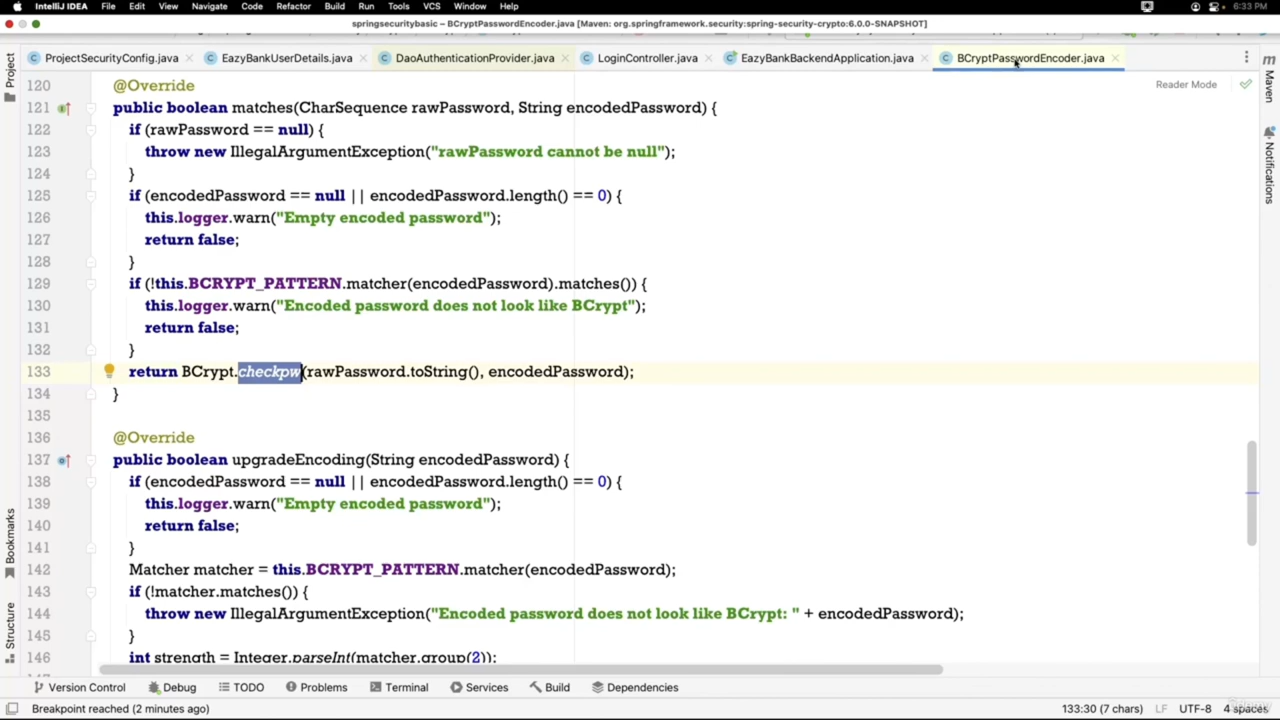 IntelliJ IDEA File Edit View Navigate Code Refactor Build Run Tools VCS Window Help 6:33 PM
springsecuritybasic – BCryptPasswordEncoder.java [Maven: org.springframework.security:spring-security-crypto:6.0.0-SNAPSHOT]
ProjectSecurityConfig.java EazyBankUserDetails.java DaoAuthenticationProvider.java LoginController.java EazyBankBackendApplication.java BCryptPasswordEncoder.java
Project
Bookmarks
Structure
Reader Mode
Maven
Notifications
120 @Override
121 public boolean matches(CharSequence rawPassword, String encodedPassword) {
122 if (rawPassword == null) {
123 throw new IllegalArgumentException("rawPassword cannot be null");
124 }
125 if (encodedPassword == null || encodedPassword.length() == 0) {
126 this.logger.warn("Empty encoded password");
127 return false;
128 }
129 if (!this.BCRYPT_PATTERN.matcher(encodedPassword).matches()) {
130 this.logger.warn("Encoded password does not look like BCrypt");
131 return false;
132 }
133 return BCrypt.checkpw(rawPassword.toString(), encodedPassword);
134 }
135
136 @Override
137 public boolean upgradeEncoding(String encodedPassword) {
138 if (encodedPassword == null || encodedPassword.length() == 0) {
139 this.logger.warn("Empty encoded password");
140 return false;
141 }
142 Matcher matcher = this.BCRYPT_PATTERN.matcher(encodedPassword);
143 if (!matcher.matches()) {
144 throw new IllegalArgumentException("Encoded password does not look like BCrypt: " + encodedPassword);
145 }
146 int strength = Integer.parseInt(matcher.group(2));
Version Control Debug TODO Problems Terminal Services Build Dependencies
Breakpoint reached (2 minutes ago) 133:30 (7 chars) LF UTF-8 4 spaces